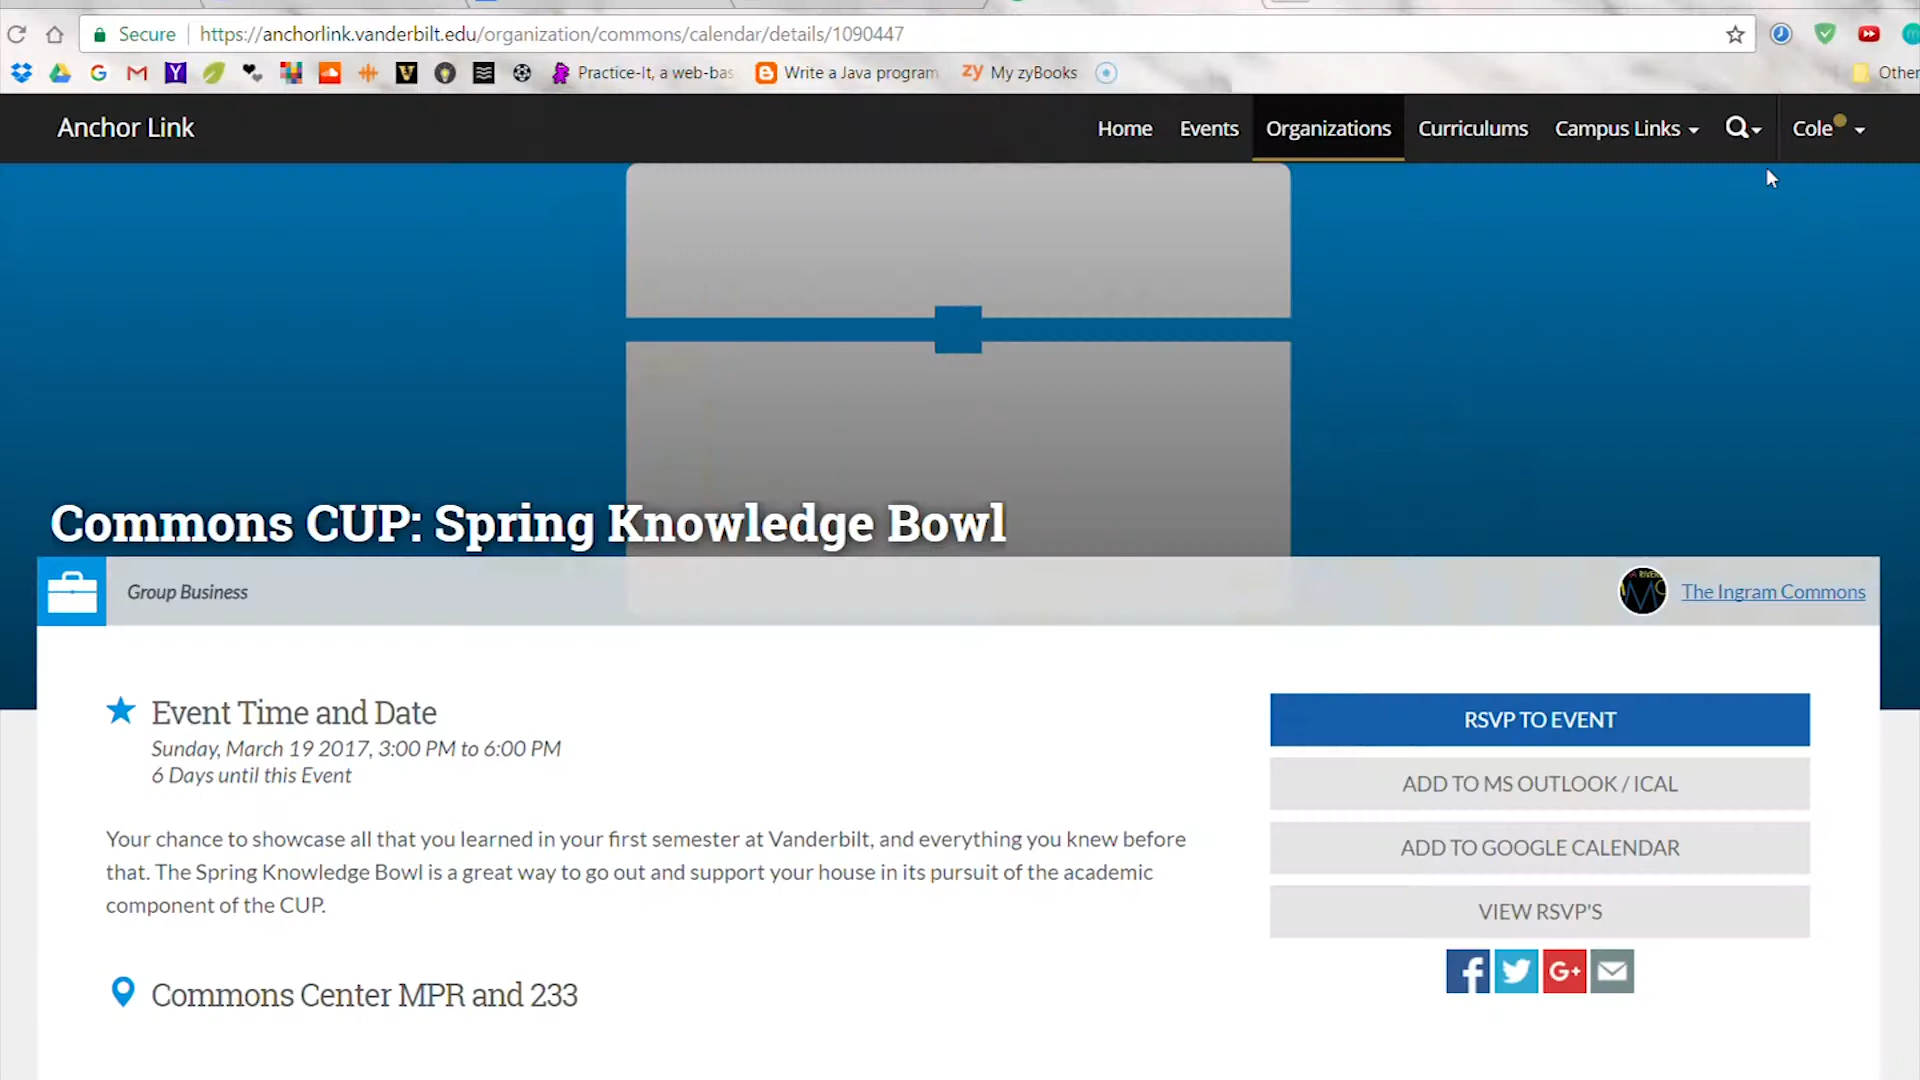 Secure https://anchorlink.vanderbilt.edu/organization/commons/calendar/details/1090447
Practice-It, a web-bas Write a Java program zy My zyBooks Other
Anchor Link Home Events Organizations Curriculums Campus Links Cole
Commons CUP: Spring Knowledge Bowl
Group Business The Ingram Commons
Event Time and Date
Sunday, March 19 2017, 3:00 PM to 6:00 PM
6 Days until this Event
RSVP TO EVENT
ADD TO MS OUTLOOK / ICAL
ADD TO GOOGLE CALENDAR
VIEW RSVP'S
Your chance to showcase all that you learned in your first semester at Vanderbilt, and everything you knew before
that. The Spring Knowledge Bowl is a great way to go out and support your house in its pursuit of the academic
component of the CUP.
Commons Center MPR and 233